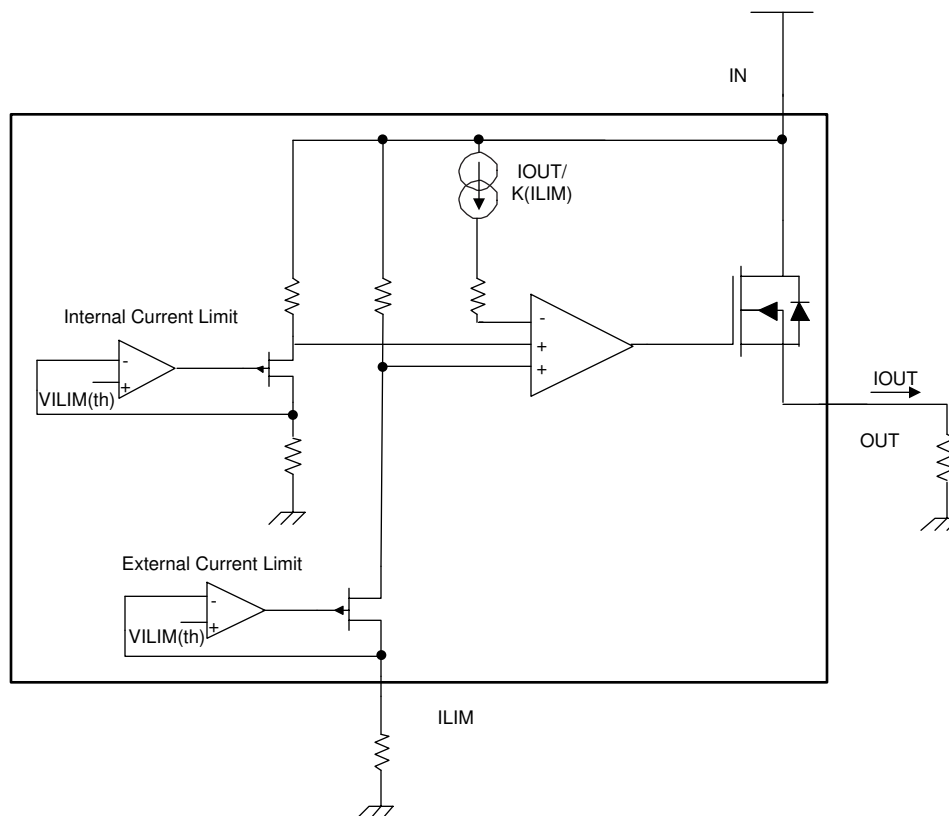 IN
IOUT/
K(ILIM)
Internal Current Limit
-
+
VILIM(th)
-
+
+
IOUT
OUT
External Current Limit
-
+
VILIM(th)
ILIM